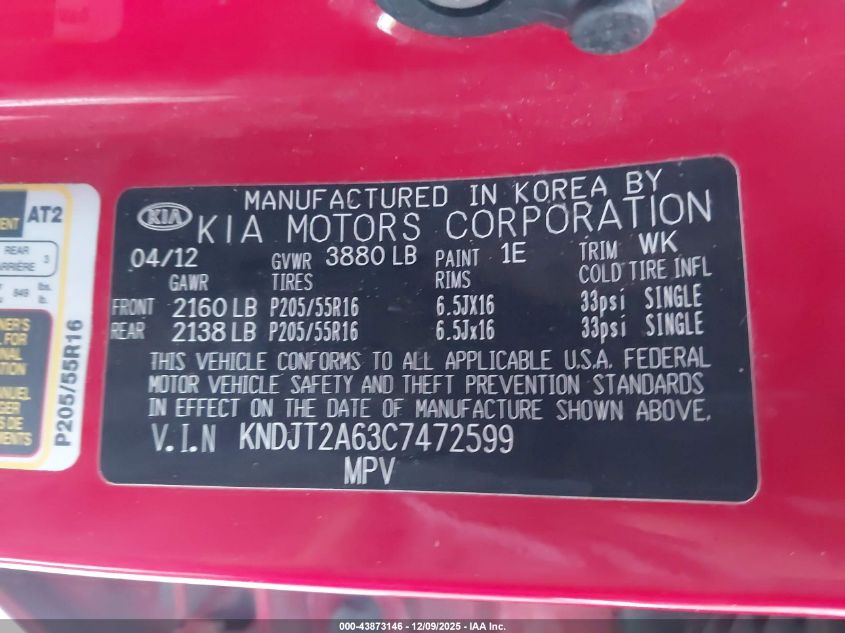 MANUFACTURED IN KOREA BY
KIA
KIA MOTORS CORPORATION
04/12 GVWR 3880 LB PAINT 1E TRIM WK
GAWR TIRES RIMS COLD TIRE INFL
FRONT 2160 LB P205/55R16 6.5JX16 33psi SINGLE
REAR 2138 LB P205/55R16 6.5Jx16 33psi SINGLE
THIS VEHICLE CONFORMS TO ALL APPLICABLE U.S.A. FEDERAL
MOTOR VEHICLE SAFETY AND THEFT PREVENTION STANDARDS
IN EFFECT ON THE DATE OF MANUFACTURE SHOWN ABOVE.
V.I.N KNDJT2A63C7472599
MPV
AT2
REAR
3
849
lb.
P205/55R16
000-43873146 - 12/09/2025 - IAA Inc.